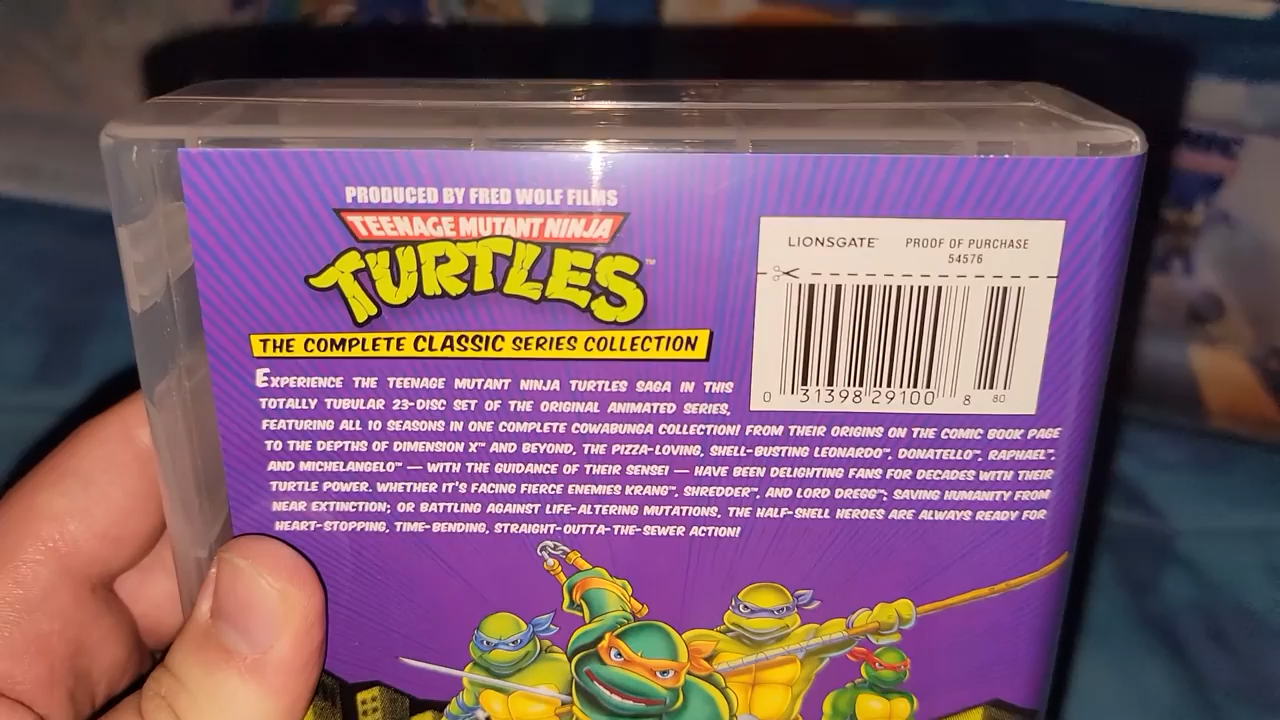 PRODUCED BY FRED WOLF FILMS
TEENAGE MUTANT NINJA
TURTLES™
THE COMPLETE CLASSIC SERIES COLLECTION
LIONSGATE™ PROOF OF PURCHASE
54576
0 31398 29100 8 80
EXPERIENCE THE TEENAGE MUTANT NINJA TURTLES SAGA IN THIS
TOTALLY TUBULAR 23-DISC SET OF THE ORIGINAL ANIMATED SERIES,
FEATURING ALL 10 SEASONS IN ONE COMPLETE COWABUNGA COLLECTION! FROM THEIR ORIGINS ON THE COMIC BOOK PAGE
TO THE DEPTHS OF DIMENSION X™ AND BEYOND, THE PIZZA-LOVING, SHELL-BUSTING LEONARDO™, DONATELLO™, RAPHAEL™,
AND MICHELANGELO™ — WITH THE GUIDANCE OF THEIR SENSEI — HAVE BEEN DELIGHTING FANS FOR DECADES WITH THEIR
TURTLE POWER. WHETHER IT'S FACING FIERCE ENEMIES KRANG™, SHREDDER™, AND LORD DREGG™; SAVING HUMANITY FROM
NEAR EXTINCTION; OR BATTLING AGAINST LIFE-ALTERING MUTATIONS, THE HALF-SHELL HEROES ARE ALWAYS READY FOR
HEART-STOPPING, TIME-BENDING, STRAIGHT-OUTTA-THE-SEWER ACTION!